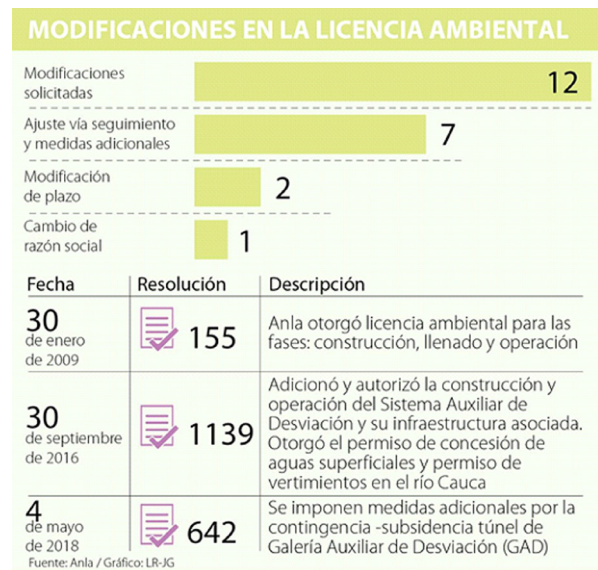 MODIFICACIONES EN LA LICENCIA AMBIENTAL
Modificaciones
solicitadas
12
Ajuste vía seguimiento
y medidas adicionales
7
Modificación
de plazo
2
Cambio de
razón social
1
Fecha Resolución Descripción
30
de enero
de 2009
155
Anla otorgó licencia ambiental para las
fases: construcción, llenado y operación
30
de septiembre
de 2016
1139
Adicionó y autorizó la construcción y
operación del Sistema Auxiliar de
Desviación y su infraestructura asociada.
Otorgó el permiso de concesión de
aguas superficiales y permiso de
vertimientos en el río Cauca
4
de mayo
de 2018
642
Se imponen medidas adicionales por la
contingencia -subsidencia túnel de
Galería Auxiliar de Desviación (GAD)
Fuente: Anla / Gráfico: LR-JG